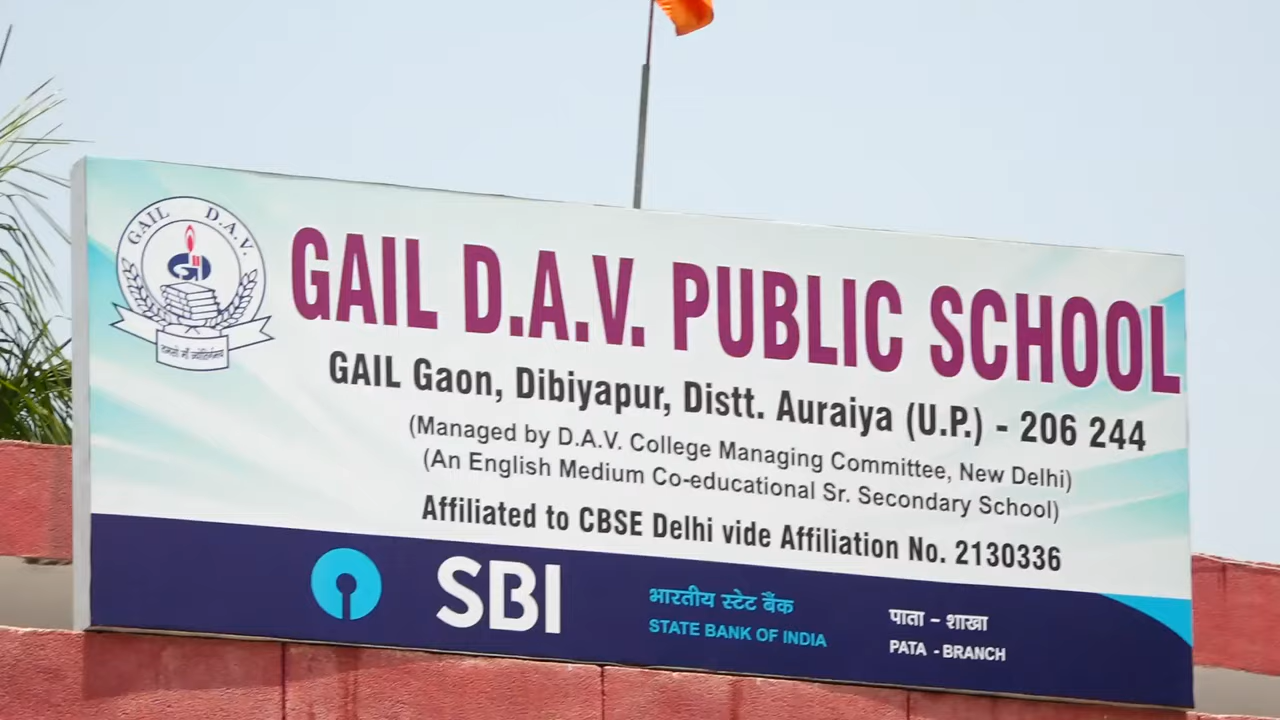 GAIL D.A.V.
तमसो मा ज्योतिर्गमय
GAIL D.A.V. PUBLIC SCHOOL
GAIL Gaon, Dibiyapur, Distt. Auraiya (U.P.) - 206 244
(Managed by D.A.V. College Managing Committee, New Delhi)
(An English Medium Co-educational Sr. Secondary School)
Affiliated to CBSE Delhi vide Affiliation No. 2130336
SBI
भारतीय स्टेट बैंक
STATE BANK OF INDIA
पाता - शाखा
PATA - BRANCH